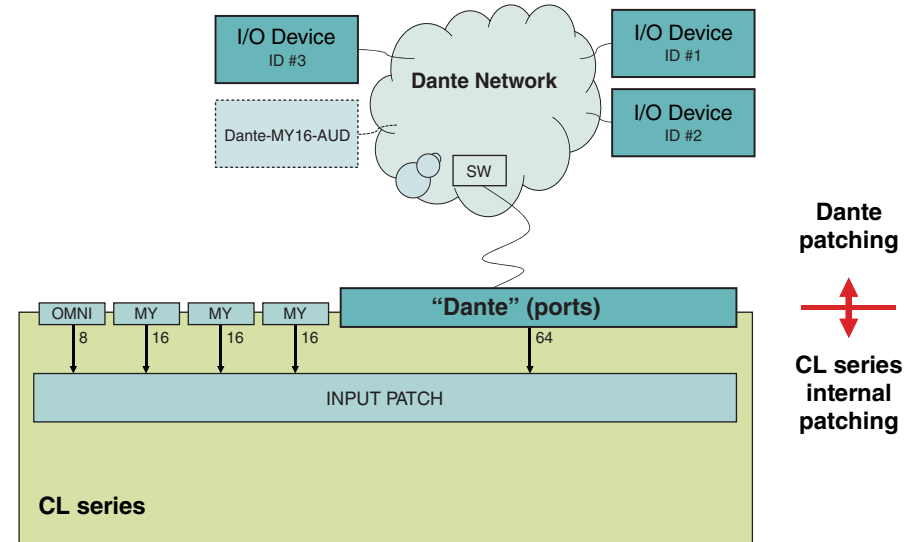 I/O Device
ID #3
Dante-MY16-AUD
Dante Network
SW
I/O Device
ID #1
I/O Device
ID #2
Dante
patching
CL series
internal
patching
OMNI
MY
MY
MY
“Dante” (ports)
8
16
16
16
64
INPUT PATCH
CL series